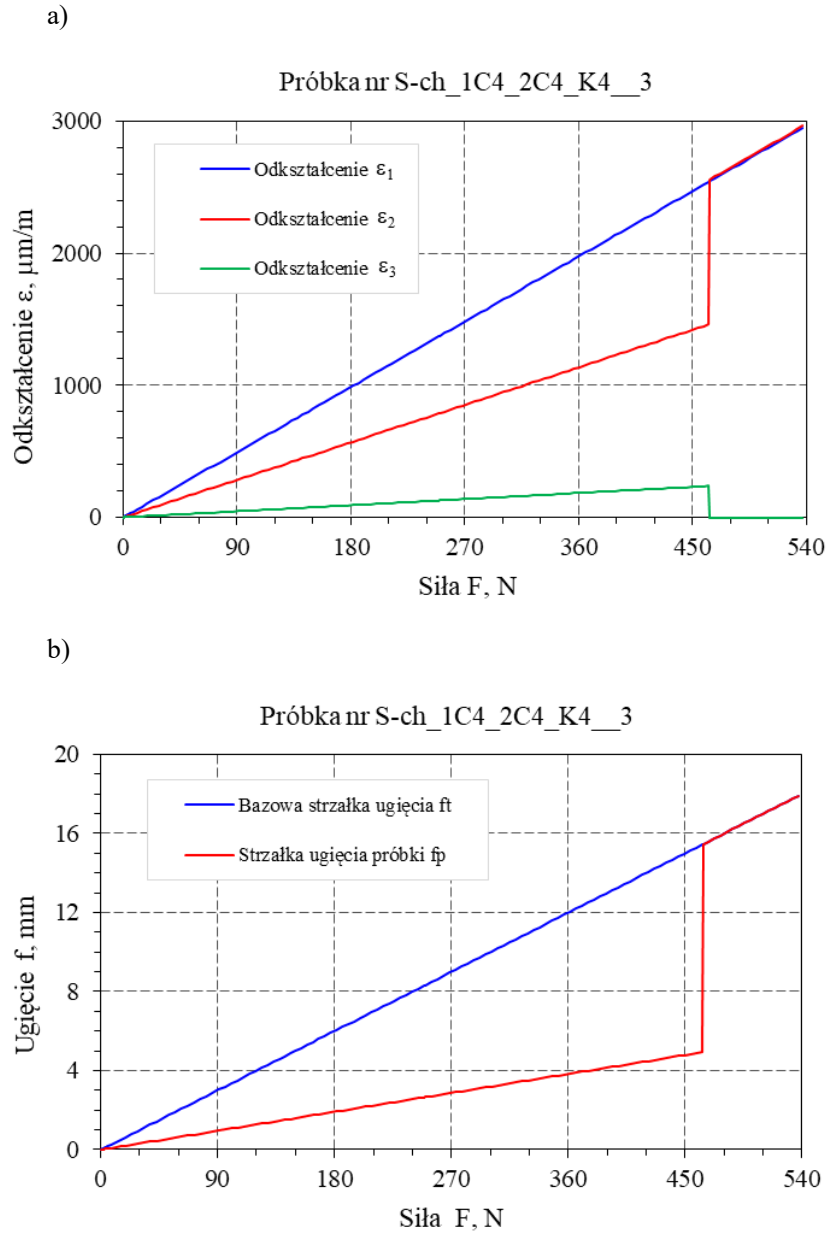 a)
Próbka nr S-ch_1C4_2C4_K4__3
3000
2000
1000
0
Odkształcenie ε, µm/m
Odkształcenie ε1
Odkształcenie ε2
Odkształcenie ε3
0 90 180 270 360 450 540
Siła F, N
b)
Próbka nr S-ch_1C4_2C4_K4__3
20
16
12
8
4
0
Ugięcie f, mm
Bazowa strzałka ugięcia ft
Strzałka ugięcia próbki fp
0 90 180 270 360 450 540
Siła F, N